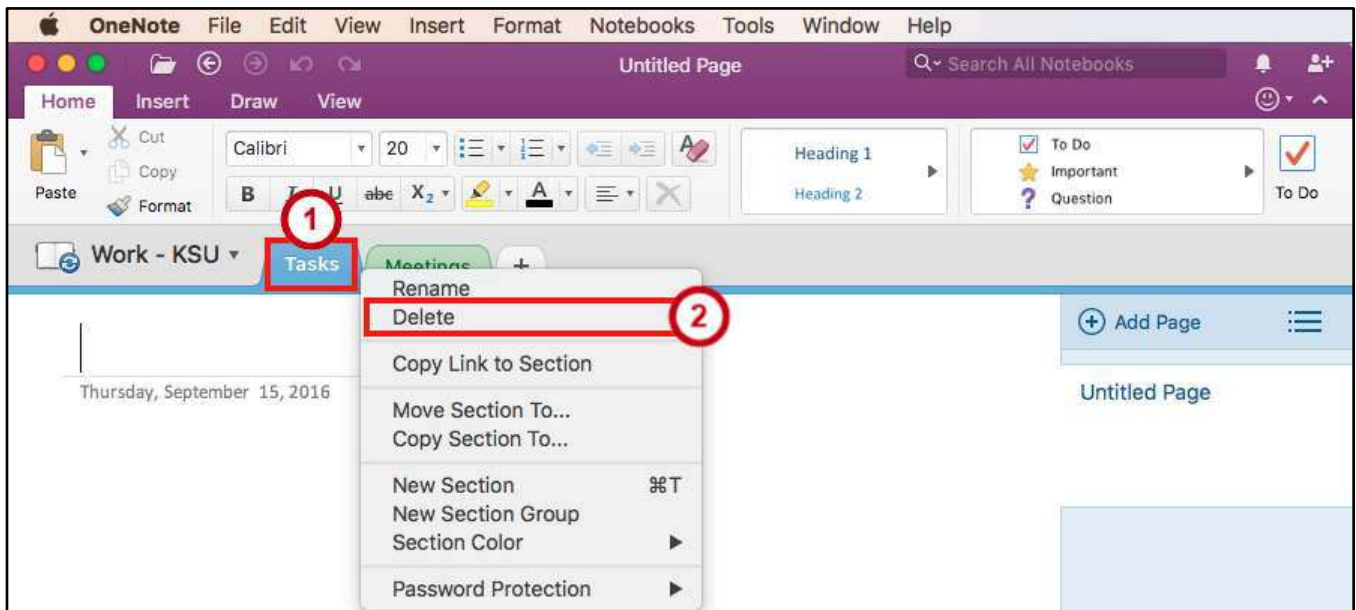 OneNote File Edit View Insert Format Notebooks Tools Window Help
Untitled Page
Search All Notebooks
Home Insert Draw View
Cut
Copy
Format
Paste
Calibri 20
B I U abc X2 A
Heading 1
Heading 2
To Do
Important
Question
To Do
1
Work - KSU Tasks Meetings +
Rename
Delete
2
Copy Link to Section
Move Section To...
Copy Section To...
New Section ⌘T
New Section Group
Section Color
Password Protection
Thursday, September 15, 2016
Add Page
Untitled Page